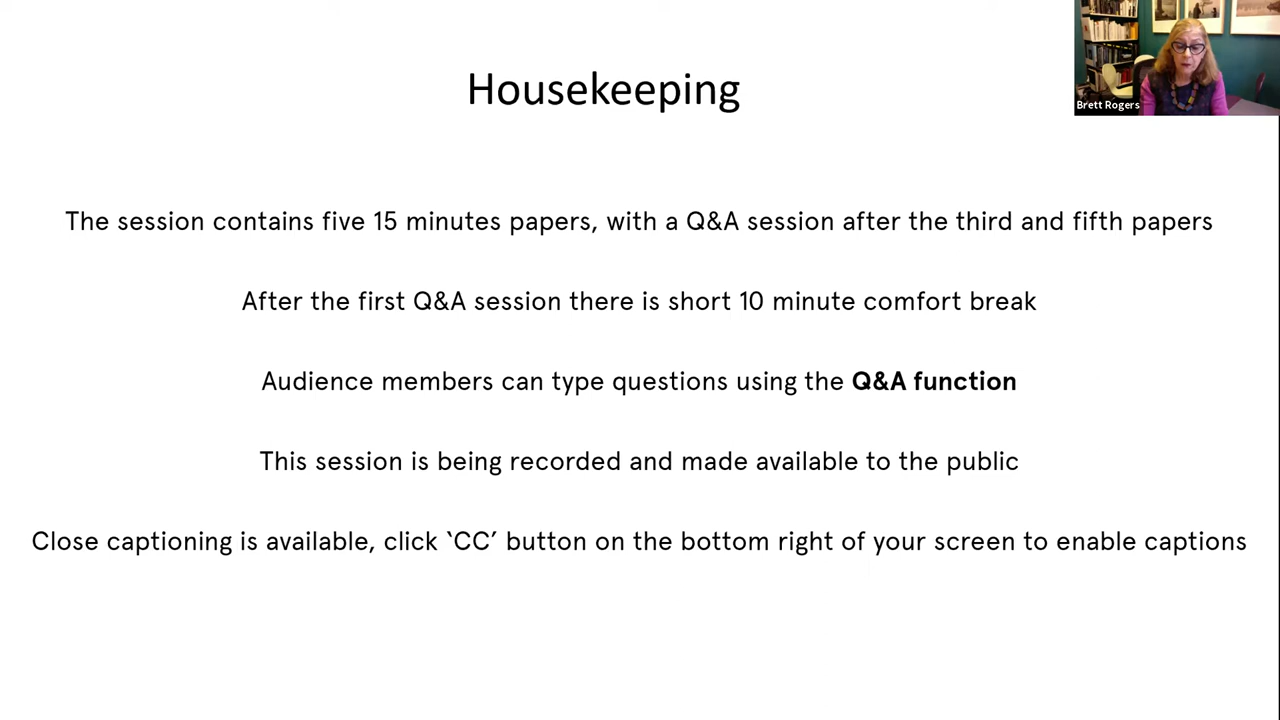 Housekeeping
Brett Rogers
The session contains five 15 minutes papers, with a Q&A session after the third and fifth papers
After the first Q&A session there is short 10 minute comfort break
Audience members can type questions using the Q&A function
This session is being recorded and made available to the public
Close captioning is available, click ‘CC’ button on the bottom right of your screen to enable captions